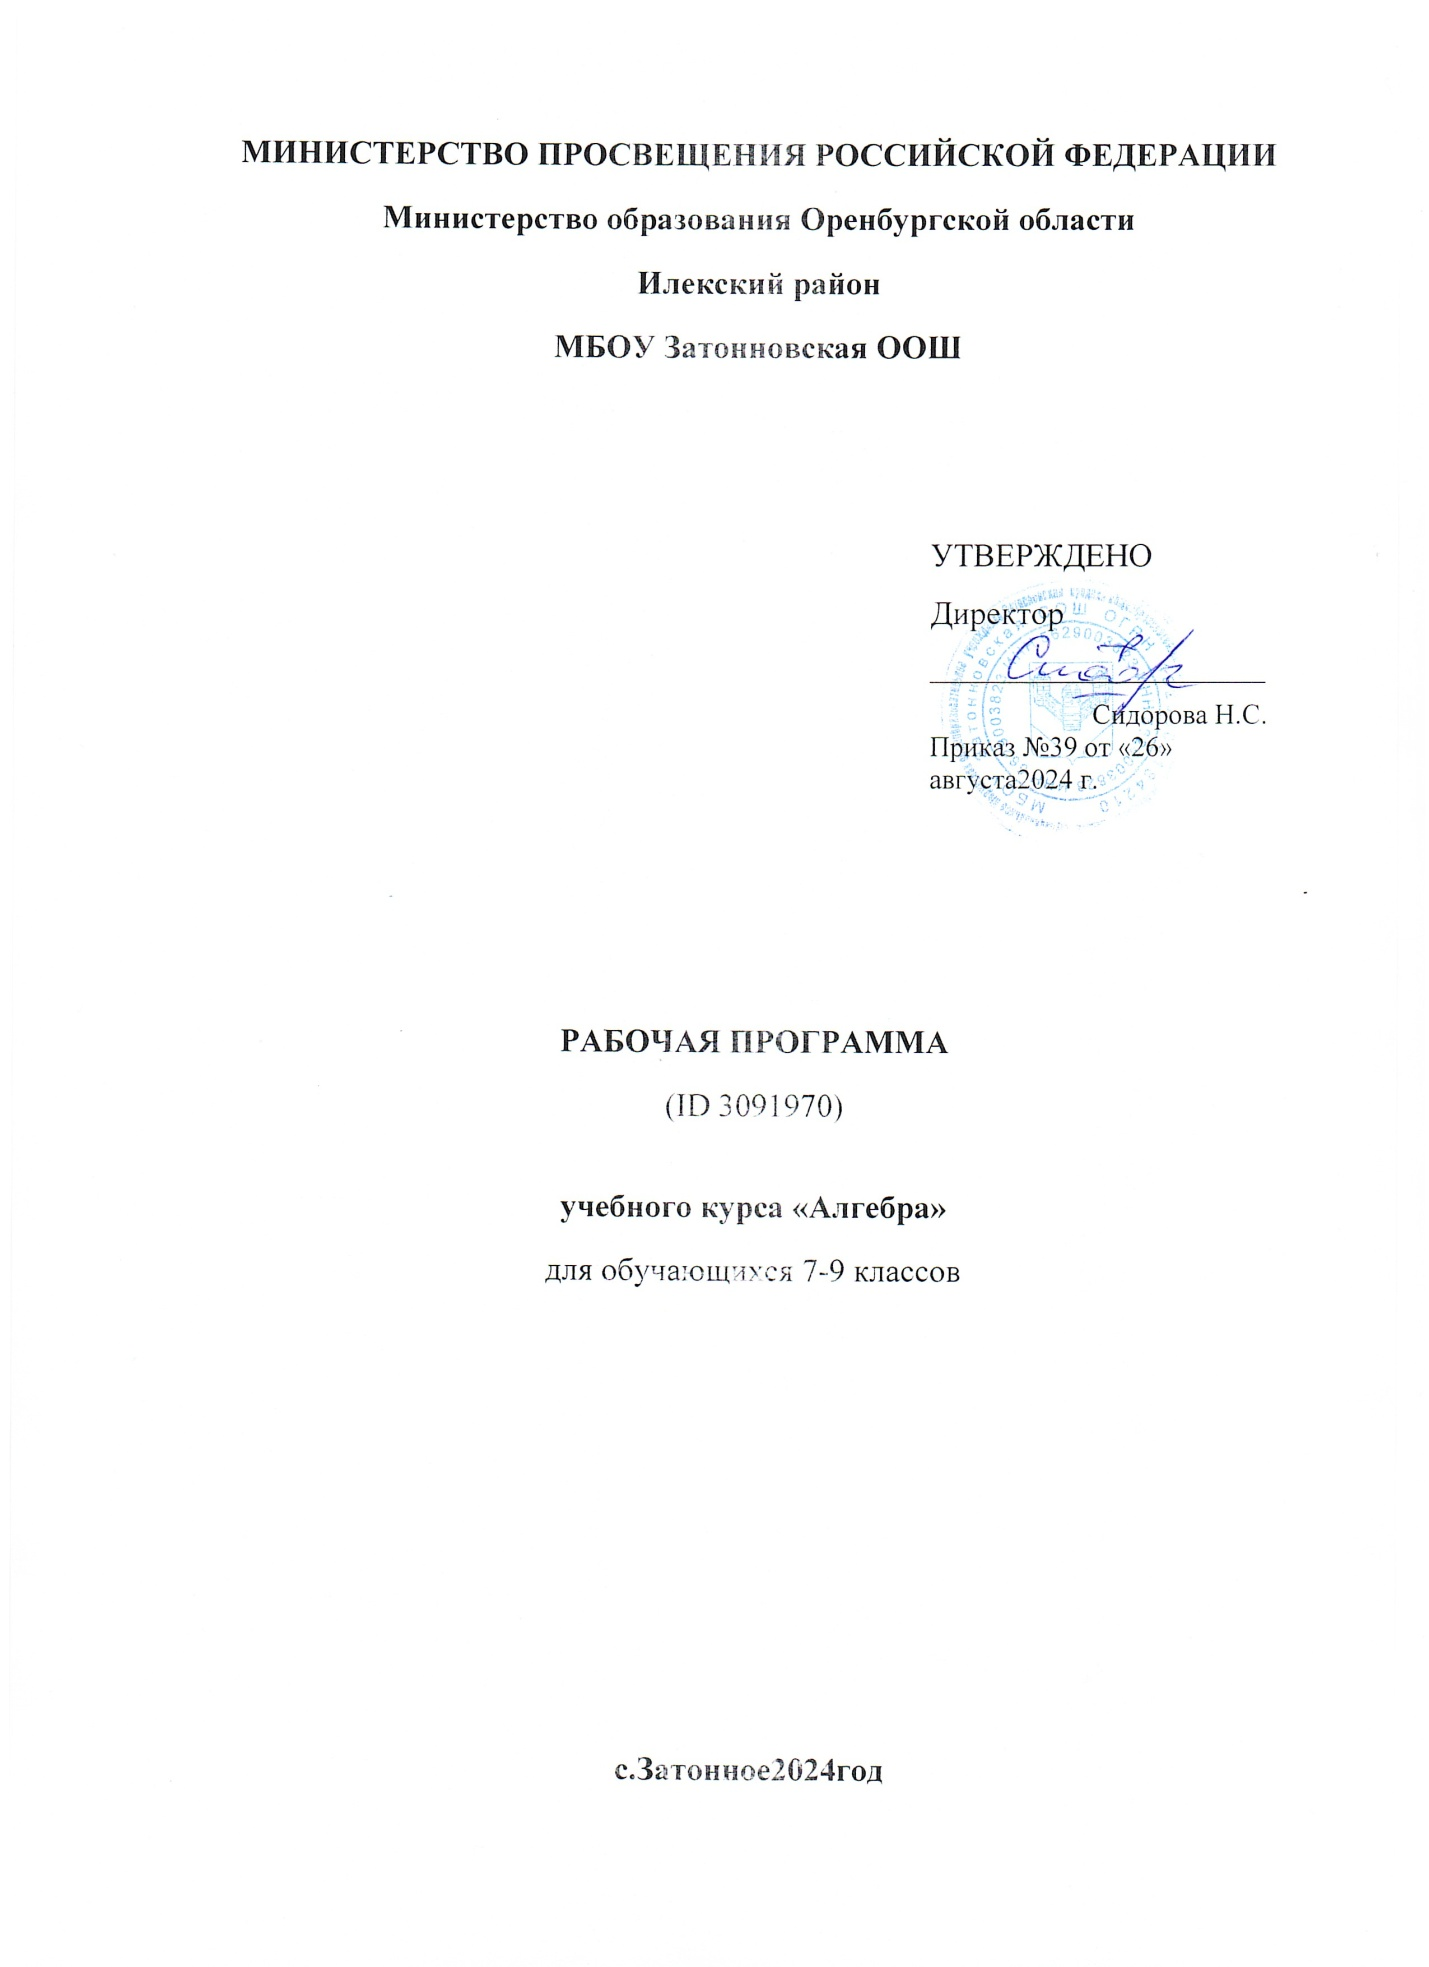 МИНИСТЕРСТВО ПРОСВЕЩЕНИЯ РОССИЙСКОЙ ФЕДЕРАЦИИ
Министерство образования Оренбургской области
Илекский район
МБОУ Затонновская ООШ
УТВЕРЖДЕНО
Директор
Сидорова Н.С.
Приказ №39 от «26»
августа2024 г.
РАБОЧАЯ ПРОГРАММА
(ID 3091970)
учебного курса «Алгебра»
для обучающихся 7-9 классов
с.Затонное2024год